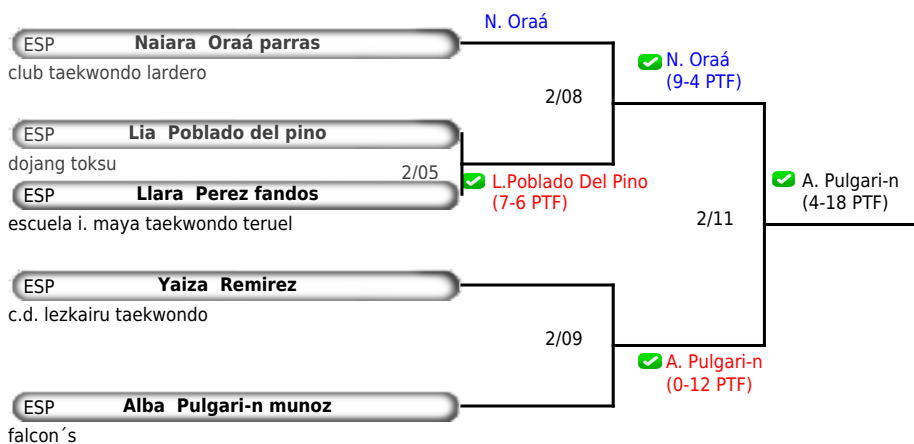 N. Oraá
ESP Naiara Oraá parras
club taekwondo lardero
N. Oraá
(9-4 PTF)
2/08
ESP Lia Poblado del pino
dojang toksu
2/05
L.Poblado Del Pino
(7-6 PTF)
ESP Llara Perez fandos
escuela i. maya taekwondo teruel
A. Pulgari-n
(4-18 PTF)
2/11
ESP Yaiza Remirez
c.d. lezkairu taekwondo
2/09
A. Pulgari-n
(0-12 PTF)
ESP Alba Pulgari-n munoz
falcon´s